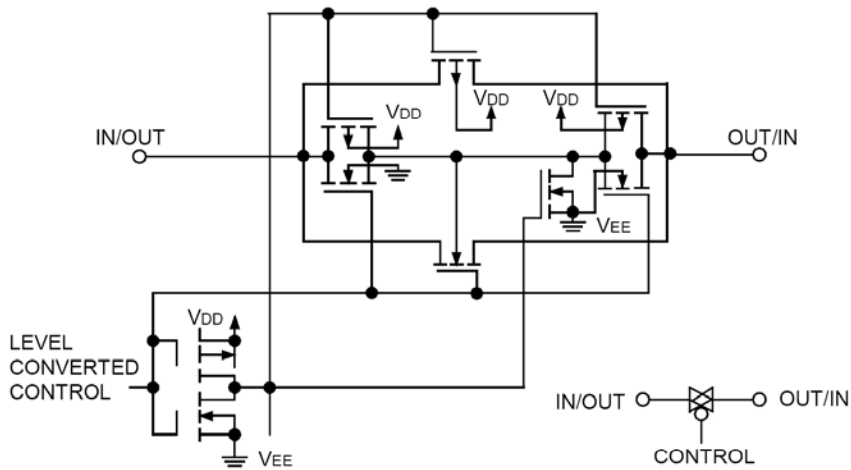 VDD
VDD
VDD
IN/OUT
OUT/IN
VEE
VDD
LEVEL
CONVERTED
CONTROL
VEE
IN/OUT
OUT/IN
CONTROL